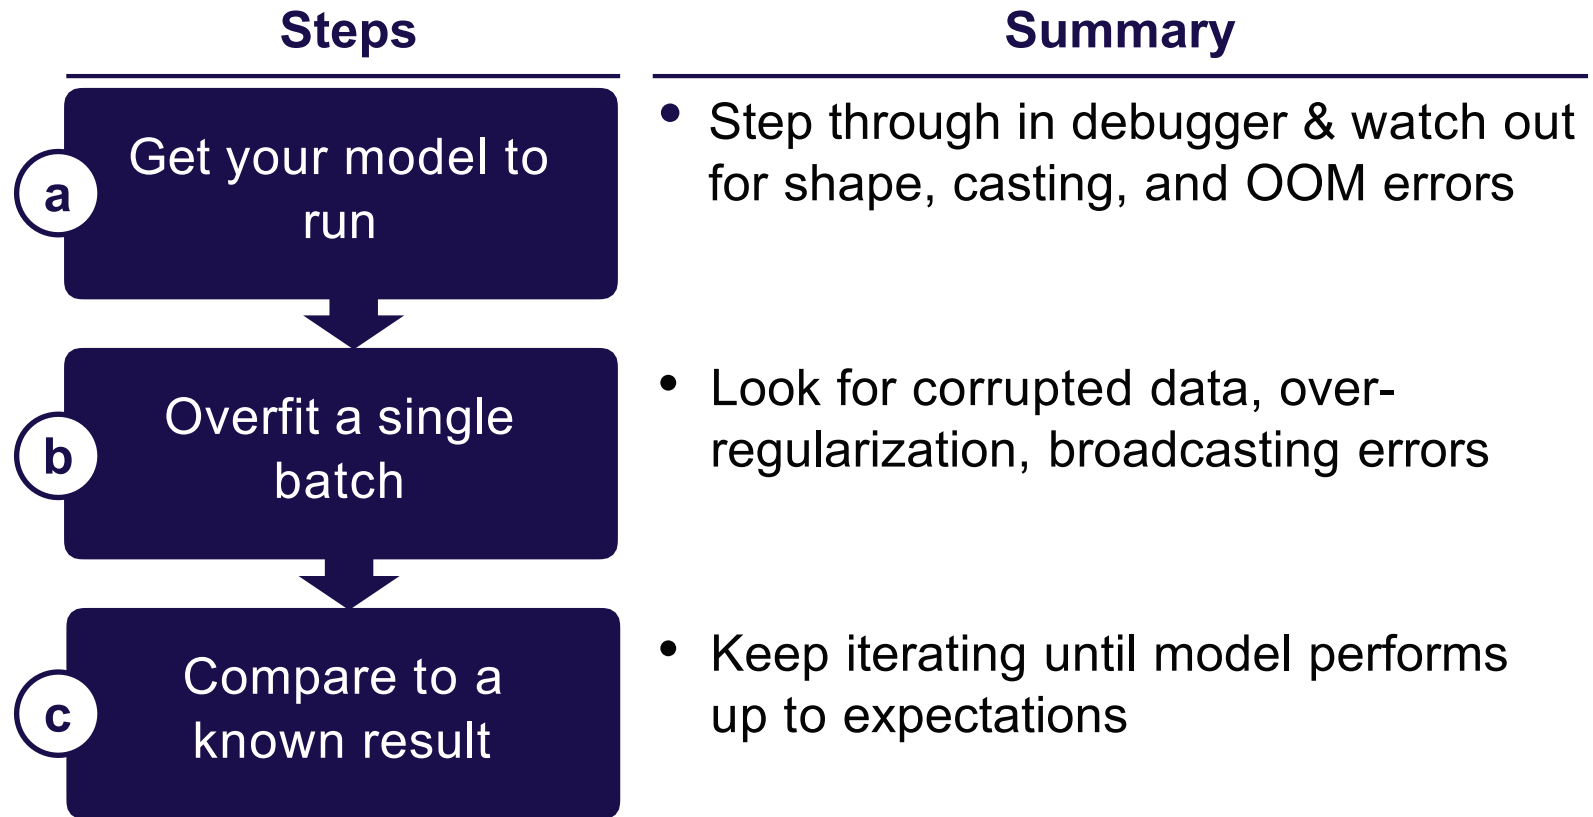 Steps
Summary
a
Get your model to
run
• Step through in debugger & watch out
for shape, casting, and OOM errors
b
Overfit a single
batch
• Look for corrupted data, over-
regularization, broadcasting errors
c
Compare to a
known result
• Keep iterating until model performs
up to expectations